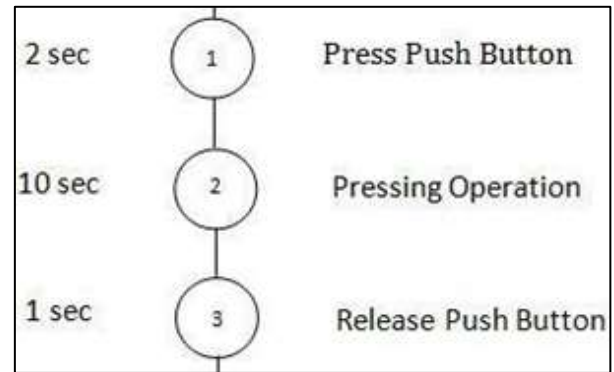 2 sec 1 Press Push Button
10 sec 2 Pressing Operation
1 sec 3 Release Push Button